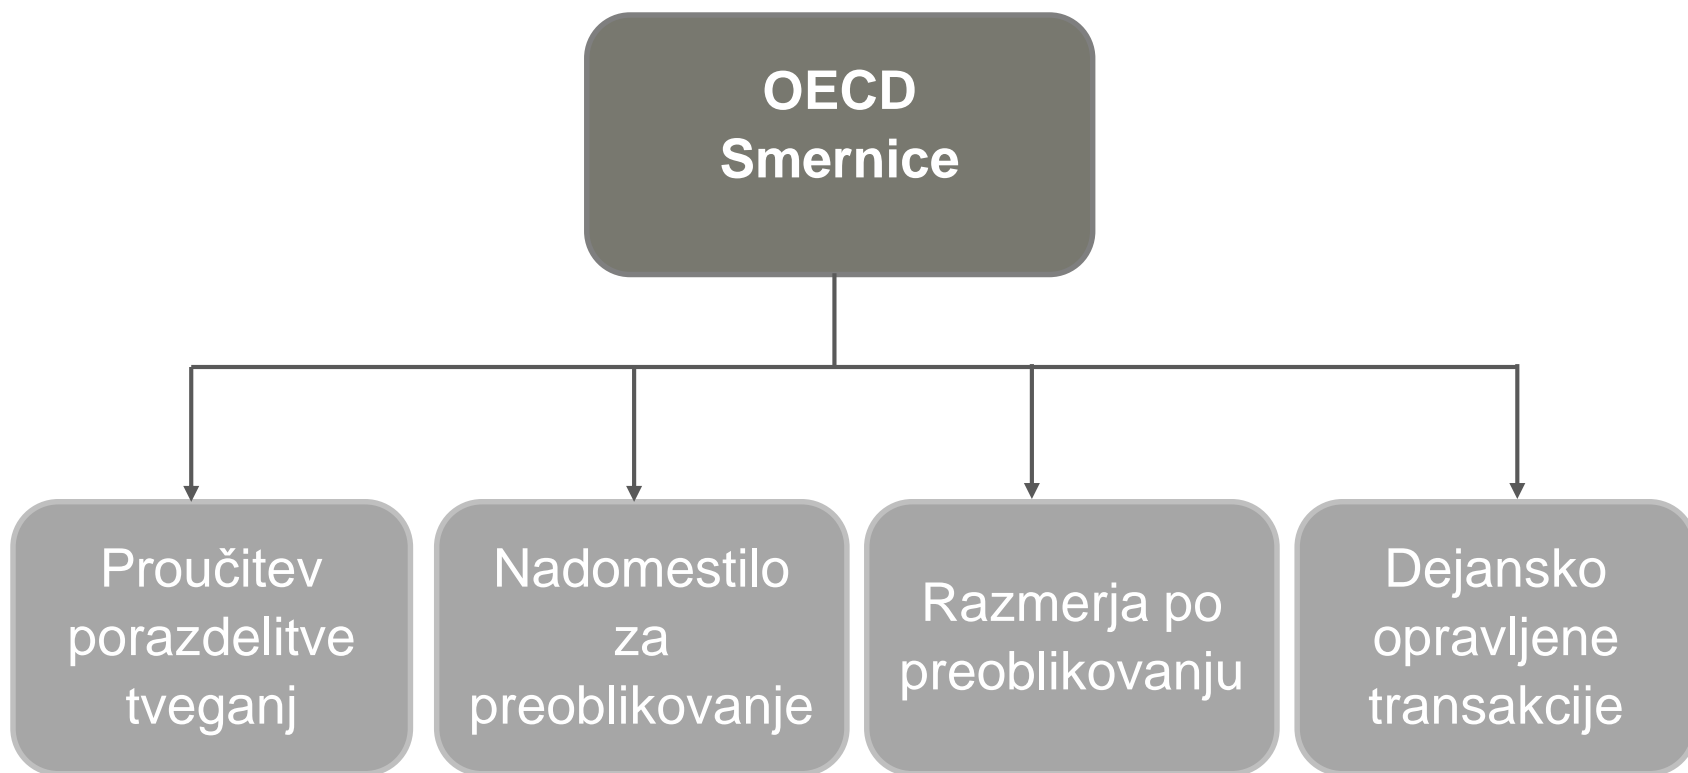 OECD
Smernice
Proučitev
porazdelitve
tveganj
Nadomestilo
za
preoblikovanje
Razmerja po
preoblikovanju
Dejansko
opravljene
transakcije